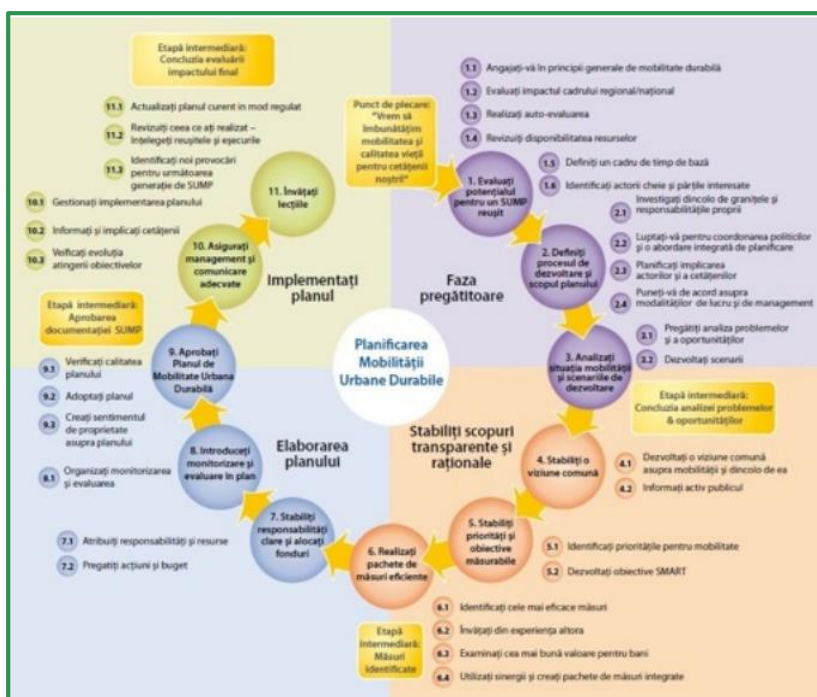 Etapă intermediară:
Concluzia evaluării
impactului final
11.1 Actualizați planul curent in mod regulat
11.2 Revizuiți ceea ce ați realizat –
înțelegeți reușitele și eșecurile
11.3 Identificați noi provocări
pentru următoarea
generație de SUMP
10.1 Gestionați implementarea planului
10.2 Informați și implicați cetățenii
10.3 Veificați evoluția
atingerii obiectivelor
11. Învățați
lecțiile
10. Asigurați
management și
comunicare
adecvate
Implementați
planul
Punct de plecare:
"Vrem să
îmbunătățim
mobilitatea și
calitatea vieții
pentru cetățenii
noștri!"
1.1 Angajați-vă în principii generale de mobilitate durabilă
1.2 Evaluați impactul cadrului regional/național
1.3 Realizați auto-evaluarea
1.4 Revizuiți disponibilitatea resurselor
1.5 Definiți un cadru de timp de bază
1.6 Identificați actorii cheie și părțile interesate
1. Evaluați
potențialul
pentru un SUMP
reușit
2.1 Investigați dincolo de granițele și
responsabilitățile proprii
2.2 Luptați-vă pentru coordonarea politicilor
și o abordare integrată de planificare
2.3 Planificați implicarea
actorilor și a cetățenilor
2.4 Puneți-vă de acord asupra
modalităților de lucru și de management
2. Definiți
procesul de
dezvoltare și
scopul planului
Faza
pregătitoare
3.1 Pregătiți analiza problemelor
și a oportunităților
3.2 Dezvoltați scenarii
3. Analizați
situația mobilității
și scenariile de
dezvoltare
Etapă intermediară:
Concluzia analizei problemelor
& oportunităților
Planificarea
Mobilității
Urbane Durabile
Etapă intermediară:
Aprobarea
documentației SUMP
9.1 Verificați calitatea
planului
9.2 Adoptați planul
9.3 Creați sentimentul
de proprietate
asupra planului
8.1 Organizați monitorizarea
și evaluarea
9. Aprobați
Planul de
Mobilitate Urbana
Durabilă
8. Introduceți
monitorizare și
evaluare în plan
Elaborarea
planului
7. Stabiliți
responsabilități
clare și alocați
fonduri
7.1 Atribuiți responsabilități și resurse
7.2 Pregatiți acțiuni și buget
Stabiliți scopuri
transparente și
raționale
4. Stabiliți o
viziune comună
4.1 Dezvoltați o viziune comună
asupra mobilității și dincolo de ea
4.2 Informați activ publicul
5. Stabiliți
priorități și
obiective
măsurabile
5.1 Identificați prioritățile pentru mobilitate
5.2 Dezvoltați obiective SMART
6. Realizați
pachete de
măsuri eficiente
Etapă
intermediară:
Măsuri
identificate
6.1 Identificați cele mai eficace măsuri
6.2 Învățați din experiența altora
6.3 Examinați cea mai bună valoare pentru bani
6.4 Utilizați sinergii și creați pachete de măsuri integrate